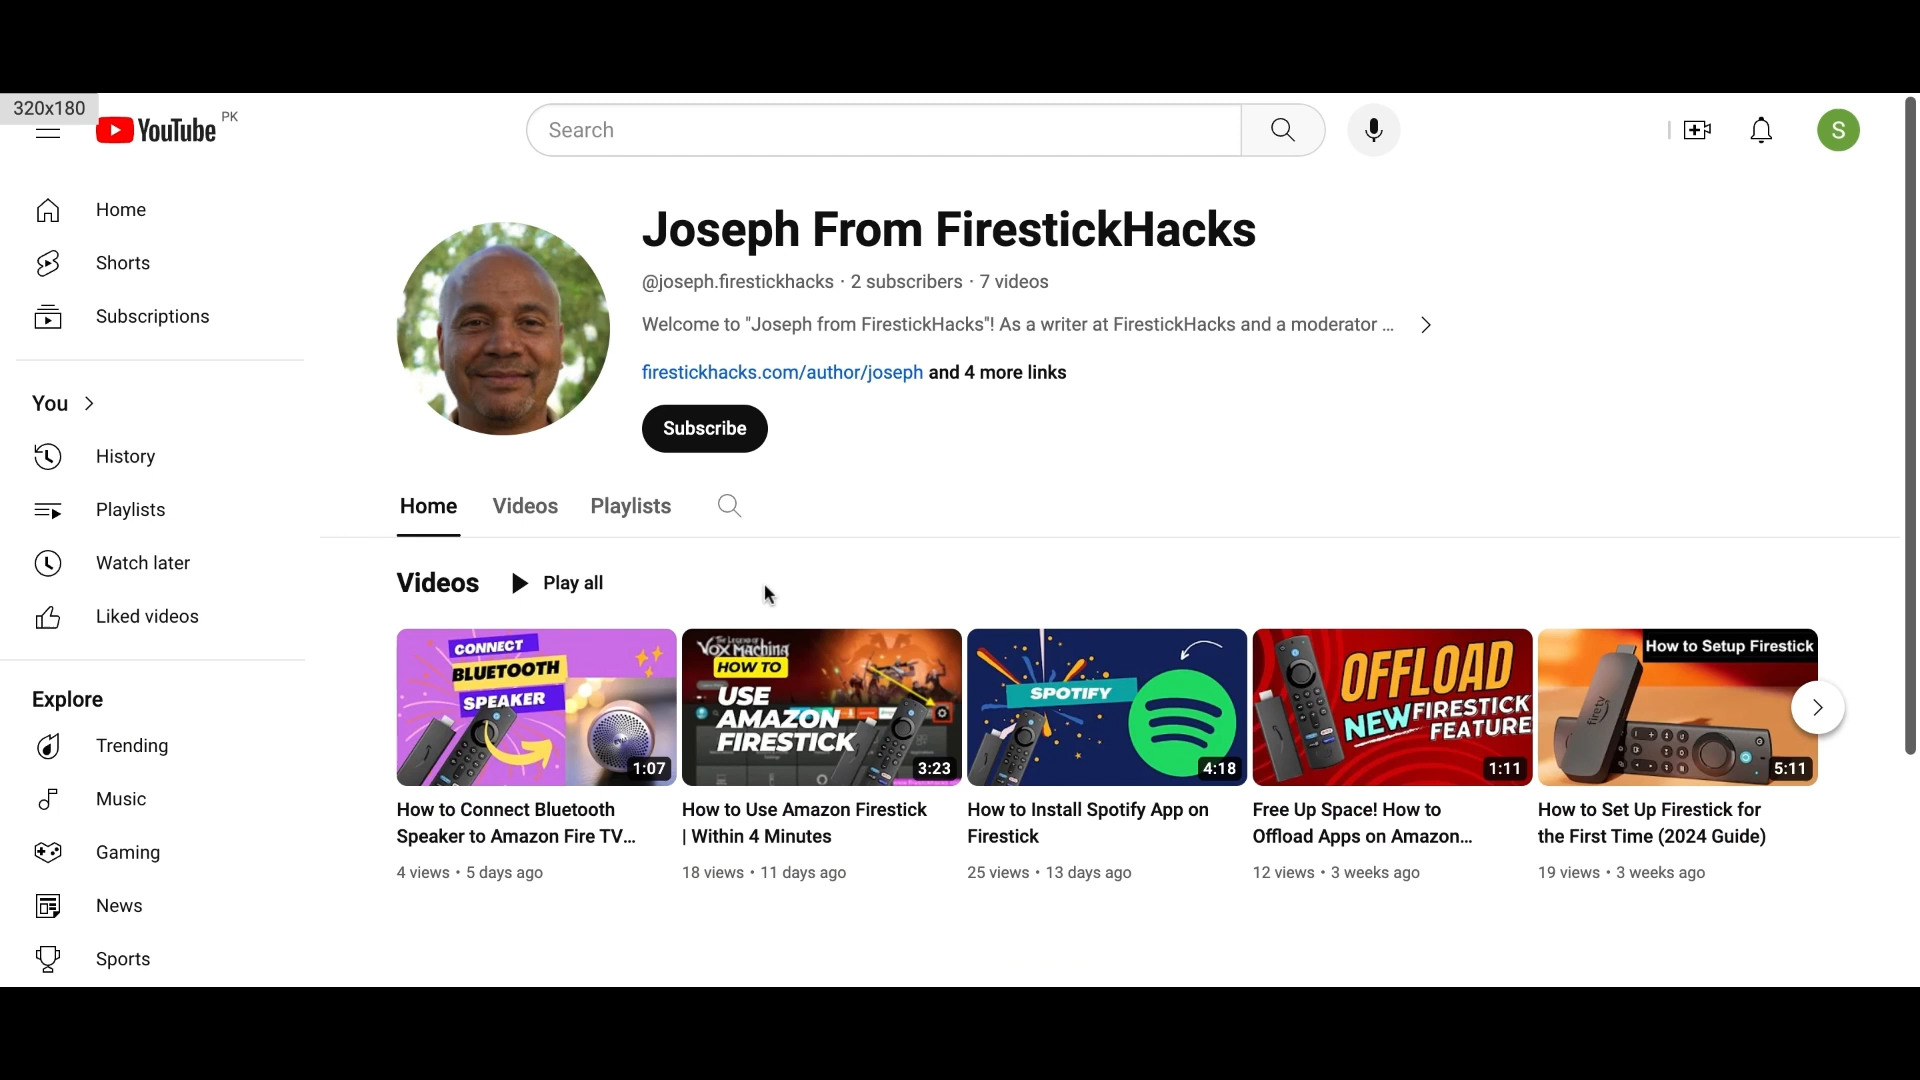 320x180
YouTube PK
Search
S
Home
Shorts
Subscriptions
You
History
Playlists
Watch later
Liked videos
Explore
Trending
Music
Gaming
News
Sports
Joseph From FirestickHacks
@joseph.firestickhacks · 2 subscribers · 7 videos
Welcome to "Joseph from FirestickHacks"! As a writer at FirestickHacks and a moderator ...
firestickhacks.com/author/joseph and 4 more links
Subscribe
Home Videos Playlists
Videos Play all
CONNECT
BLUETOOTH
SPEAKER
1:07
How to Connect Bluetooth
Speaker to Amazon Fire TV...
4 views • 5 days ago
The Legend of
Vox Machina
HOW TO
USE
AMAZON
FIRESTICK
3:23
How to Use Amazon Firestick
| Within 4 Minutes
18 views • 11 days ago
SPOTIFY
4:18
How to Install Spotify App on
Firestick
25 views • 13 days ago
OFFLOAD
NEW FIRESTICK
FEATURE
1:11
Free Up Space! How to
Offload Apps on Amazon...
12 views • 3 weeks ago
How to Setup Firestick
firetv
5:11
How to Set Up Firestick for
the First Time (2024 Guide)
19 views • 3 weeks ago